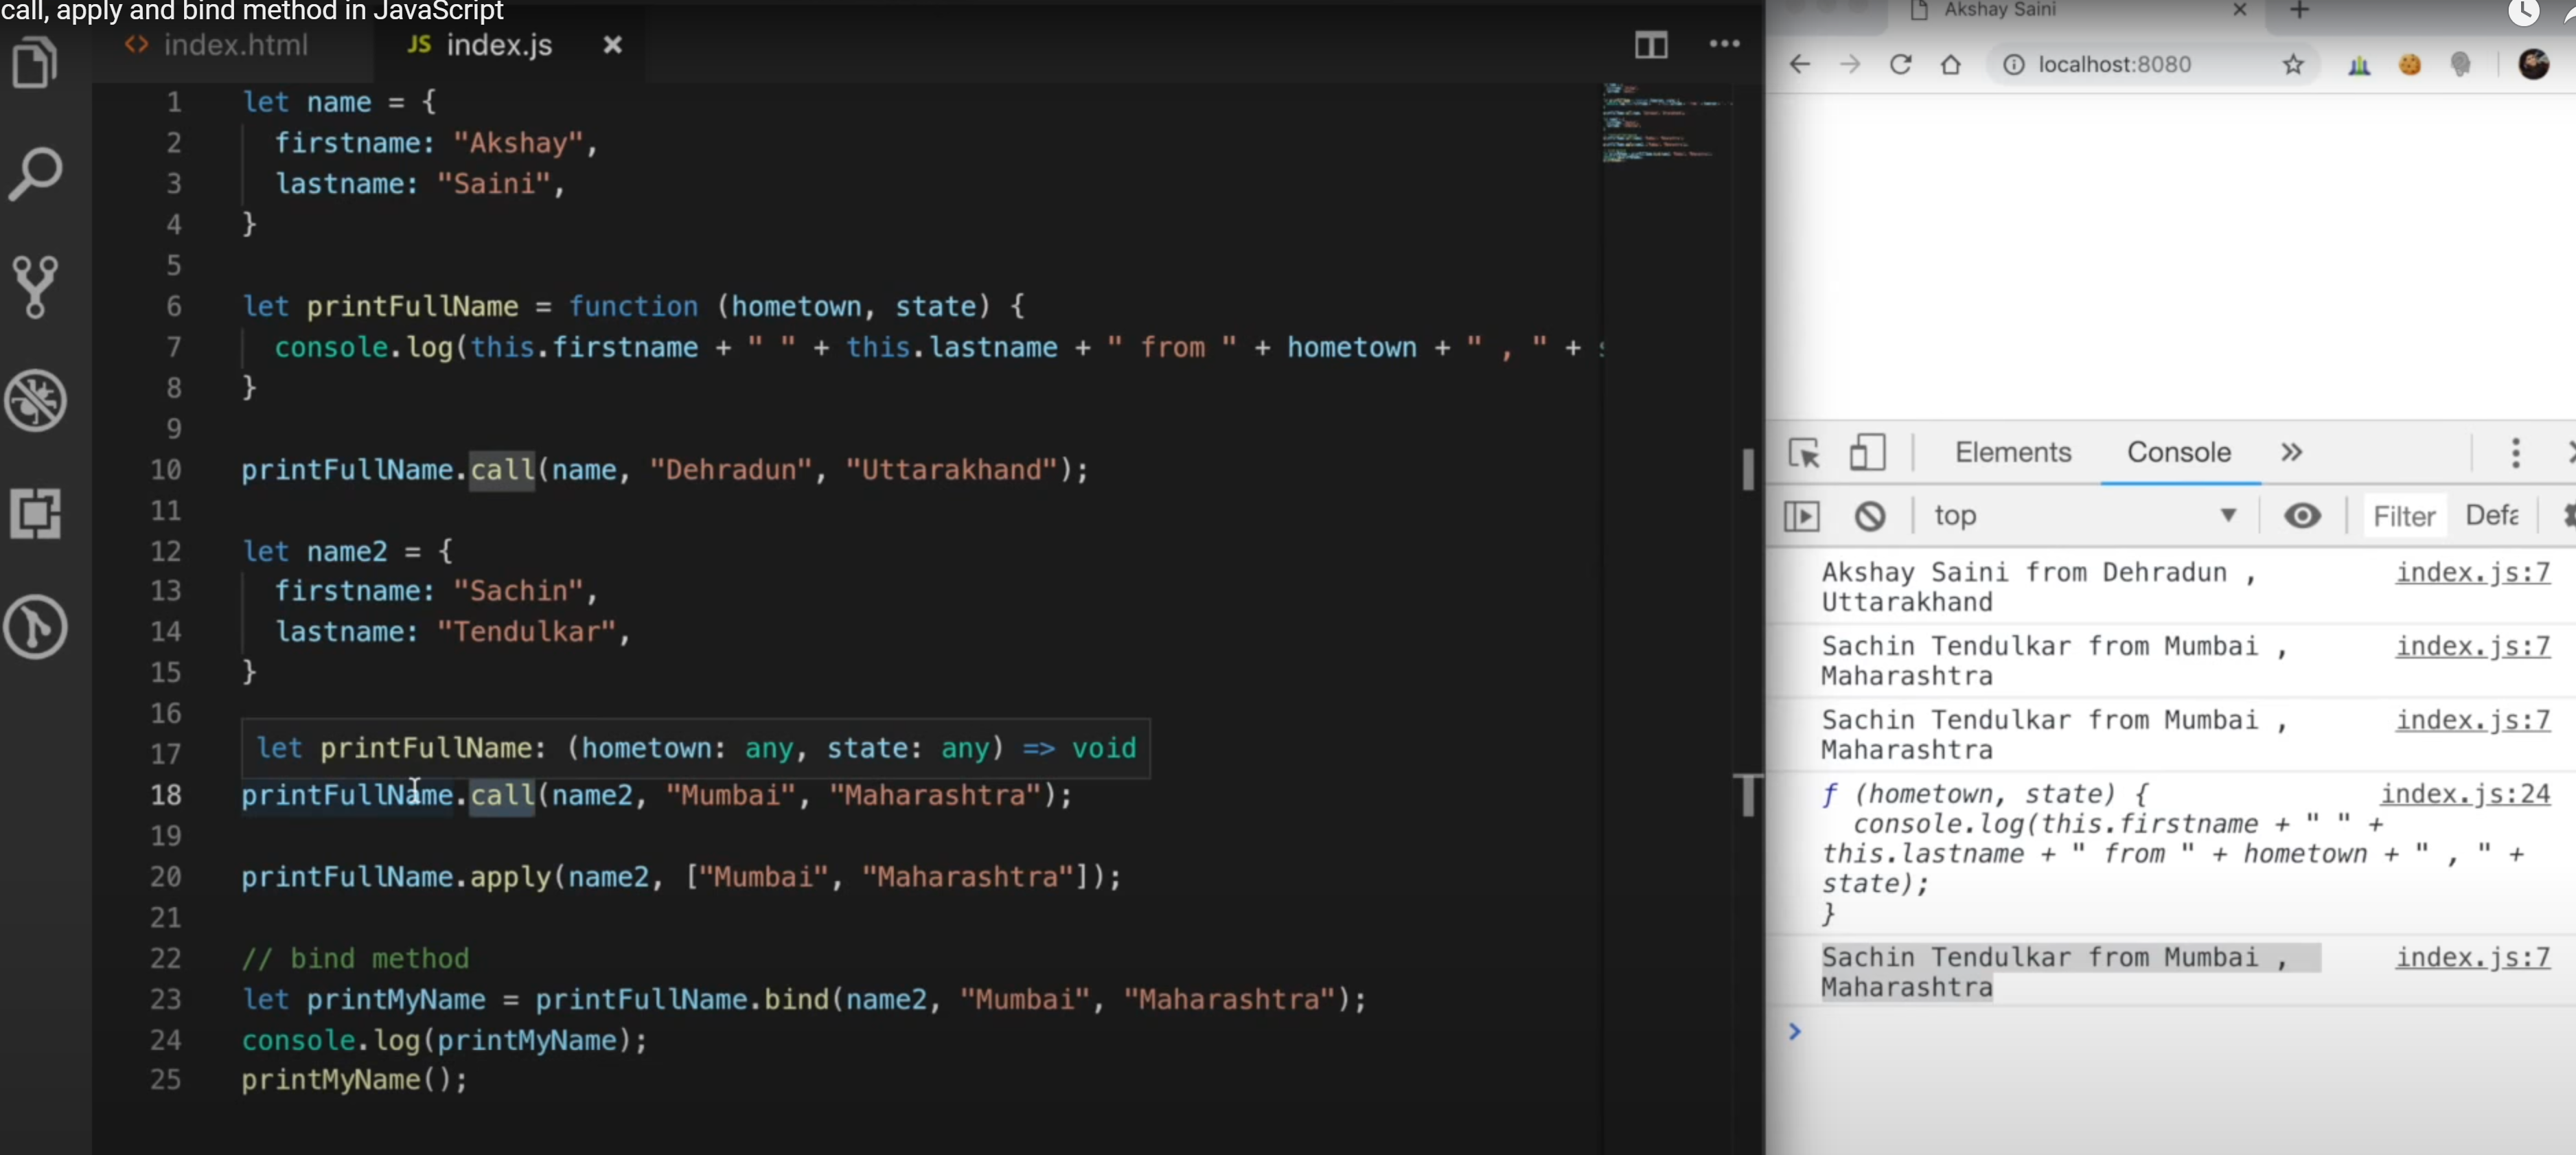 call, apply and bind method in JavaScript
index.html
JS index.js
1 let name = {
2 firstname: "Akshay",
3 lastname: "Saini",
4 }
5
6 let printFullName = function (hometown, state) {
7 console.log(this.firstname + " " + this.lastname + " from " + hometown + " , " +
8 }
9
10 printFullName.call(name, "Dehradun", "Uttarakhand");
11
12 let name2 = {
13 firstname: "Sachin",
14 lastname: "Tendulkar",
15 }
16
17 let printFullName: (hometown: any, state: any) => void
18 printFullName.call(name2, "Mumbai", "Maharashtra");
19
20 printFullName.apply(name2, ["Mumbai", "Maharashtra"]);
21
22 // bind method
23 let printMyName = printFullName.bind(name2, "Mumbai", "Maharashtra");
24 console.log(printMyName);
25 printMyName();
Akshay Saini
localhost:8080
Elements Console
top Filter Defa
Akshay Saini from Dehradun , index.js:7
Uttarakhand
Sachin Tendulkar from Mumbai , index.js:7
Maharashtra
Sachin Tendulkar from Mumbai , index.js:7
Maharashtra
ƒ (hometown, state) { index.js:24
console.log(this.firstname + " " +
this.lastname + " from " + hometown + " , " +
state);
}
Sachin Tendulkar from Mumbai , index.js:7
Maharashtra